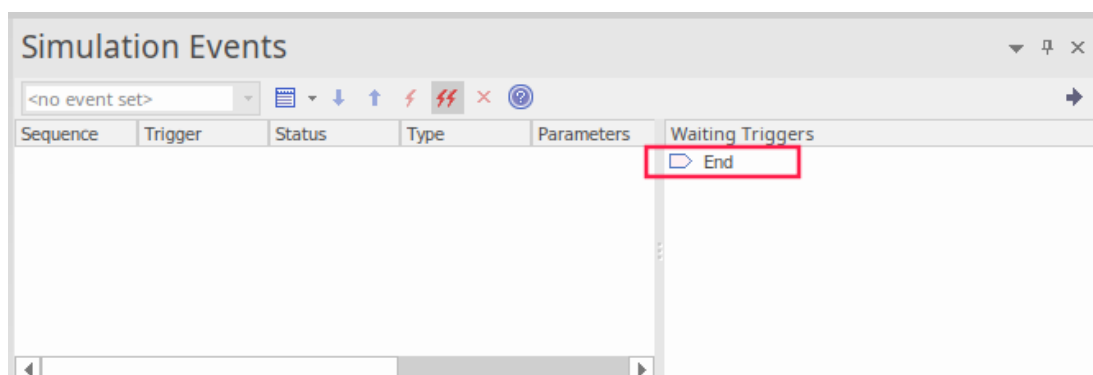 Simulation Events
<no event set>
Sequence Trigger Status Type Parameters Waiting Triggers
End